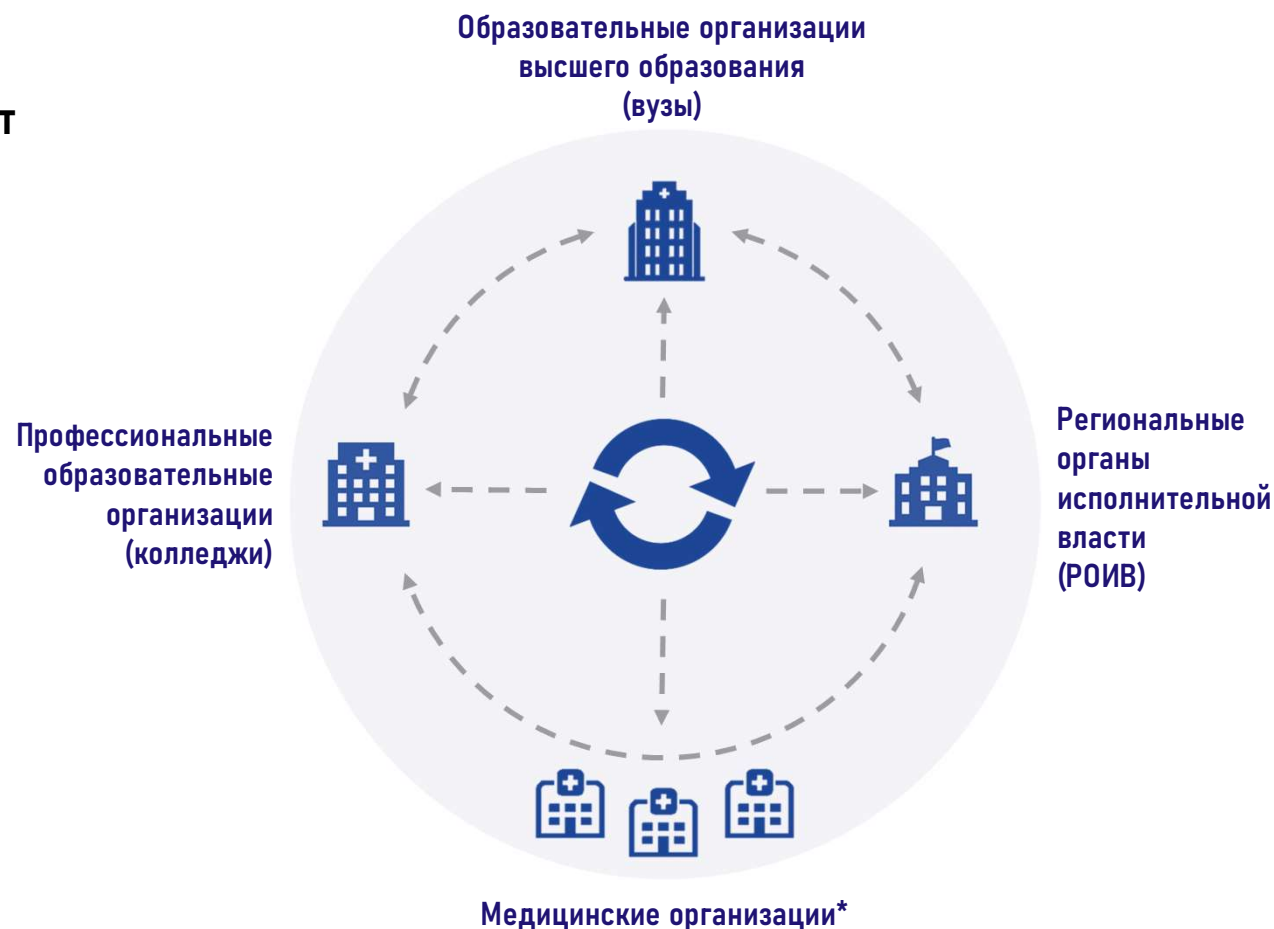 Образовательные организации
высшего образования
(вузы)
т
Профессиональные
образовательные
организации
(колледжи)
Региональные
органы
исполнительной
власти
(РОИВ)
Медицинские организации*